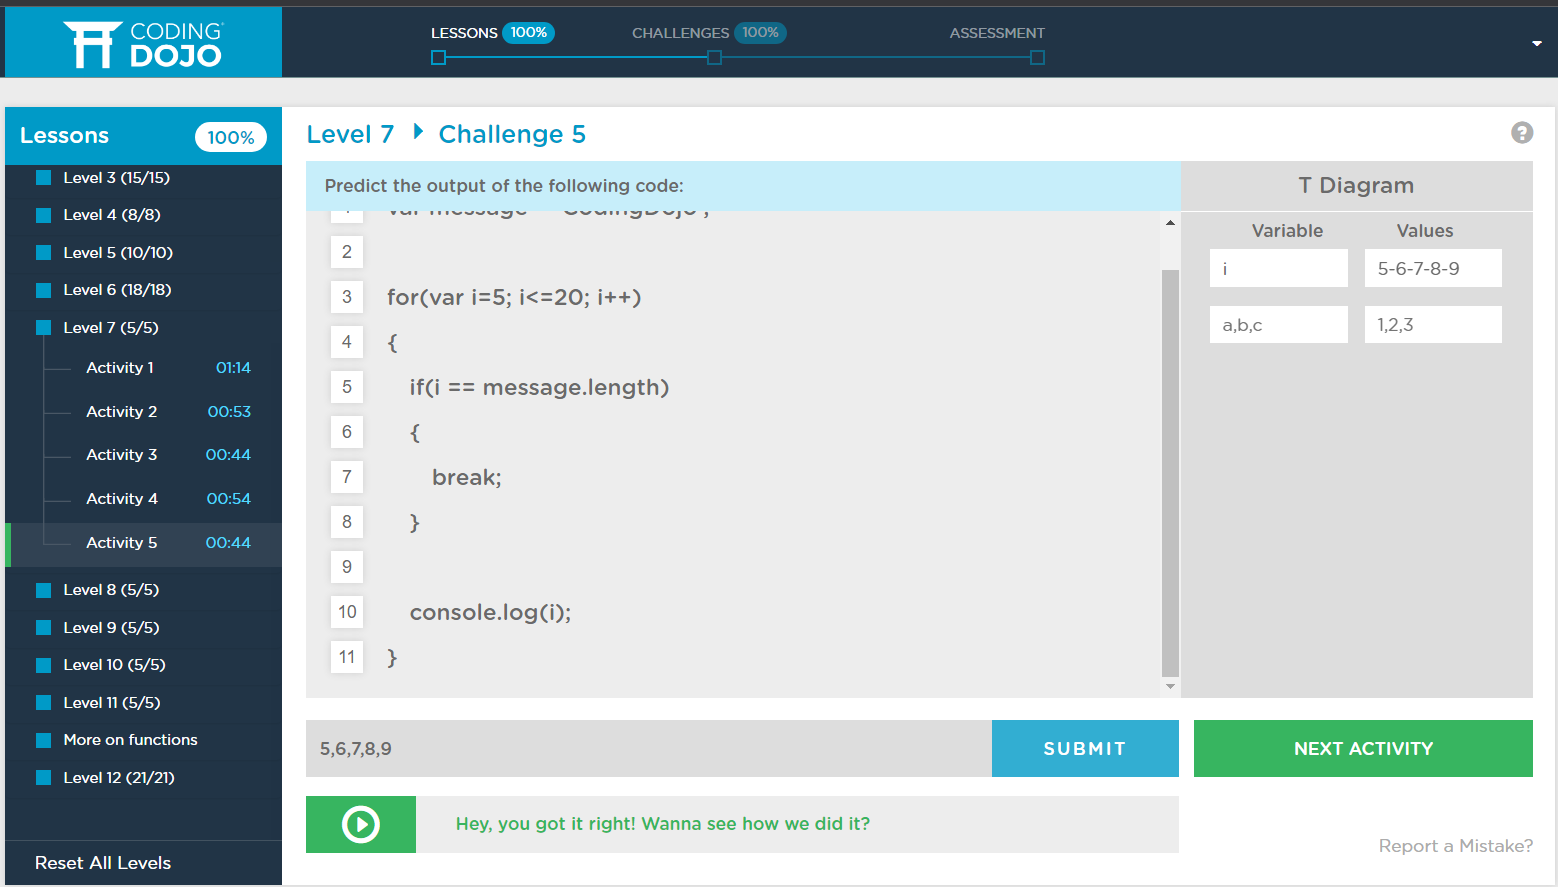 CODING
DOJO
LESSONS 100%
CHALLENGES 100%
ASSESSMENT
Lessons 100%
Level 3 (15/15)
Level 4 (8/8)
Level 5 (10/10)
Level 6 (18/18)
Level 7 (5/5)
Activity 1 01:14
Activity 2 00:53
Activity 3 00:44
Activity 4 00:54
Activity 5 00:44
Level 8 (5/5)
Level 9 (5/5)
Level 10 (5/5)
Level 11 (5/5)
More on functions
Level 12 (21/21)
Reset All Levels
Level 7 Challenge 5
?
Predict the output of the following code:
1 var message "CodingDojo";
2
3 for(var i=5; i<=20; i++)
4 {
5 if(i == message.length)
6 {
7 break;
8 }
9
10 console.log(i);
11 }
T Diagram
Variable Values
i 5-6-7-8-9
a,b,c 1,2,3
5,6,7,8,9
SUBMIT
NEXT ACTIVITY
Hey, you got it right! Wanna see how we did it?
Report a Mistake?